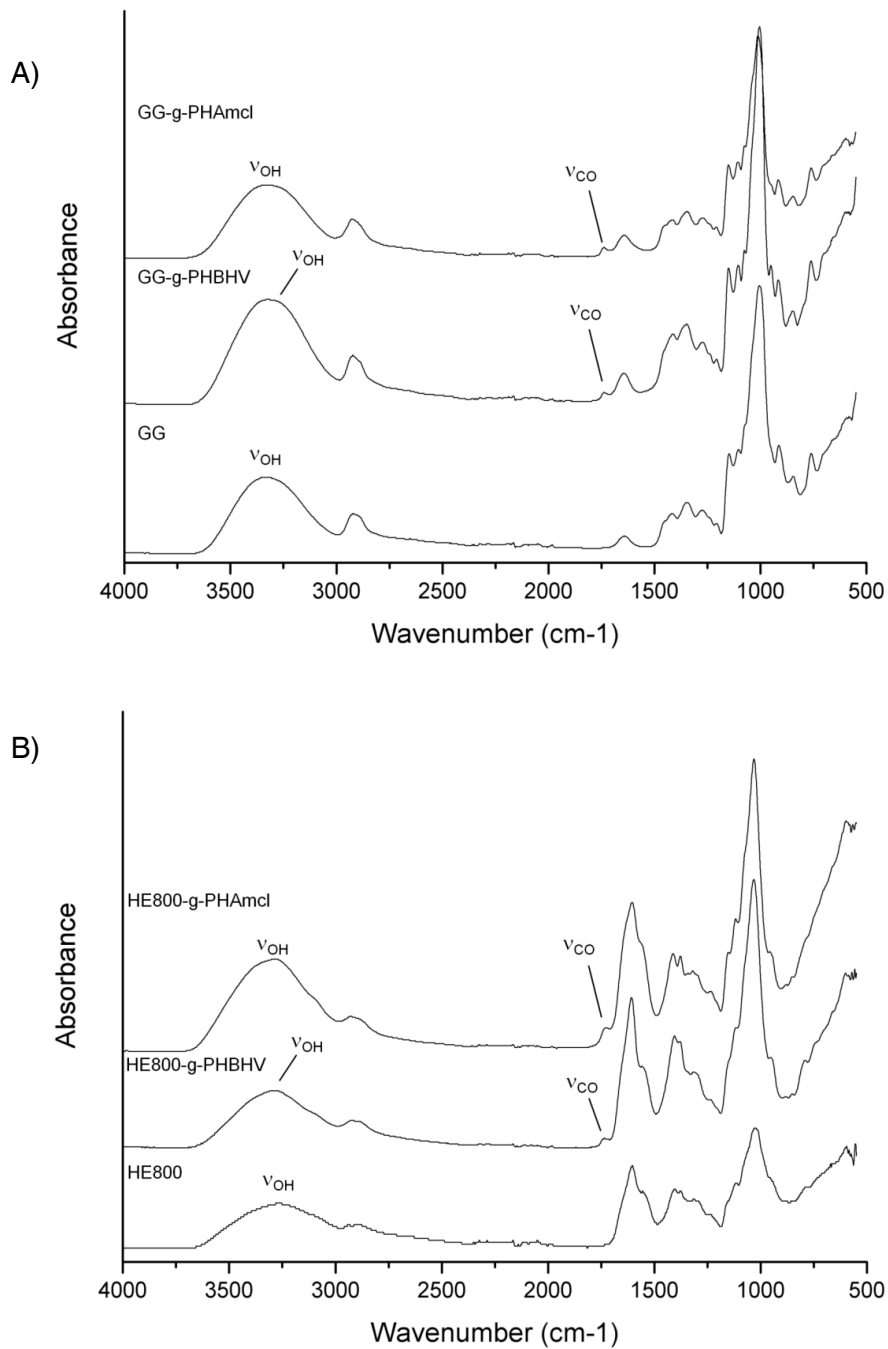 A)
GG-g-PHAmcl
νOH
νCO
GG-g-PHBHV
νOH
νCO
GG
νOH
Absorbance
4000 3500 3000 2500 2000 1500 1000 500
Wavenumber (cm-1)
B)
HE800-g-PHAmcl
νOH
νCO
HE800-g-PHBHV
νOH
νCO
HE800
νOH
Absorbance
4000 3500 3000 2500 2000 1500 1000 500
Wavenumber (cm-1)